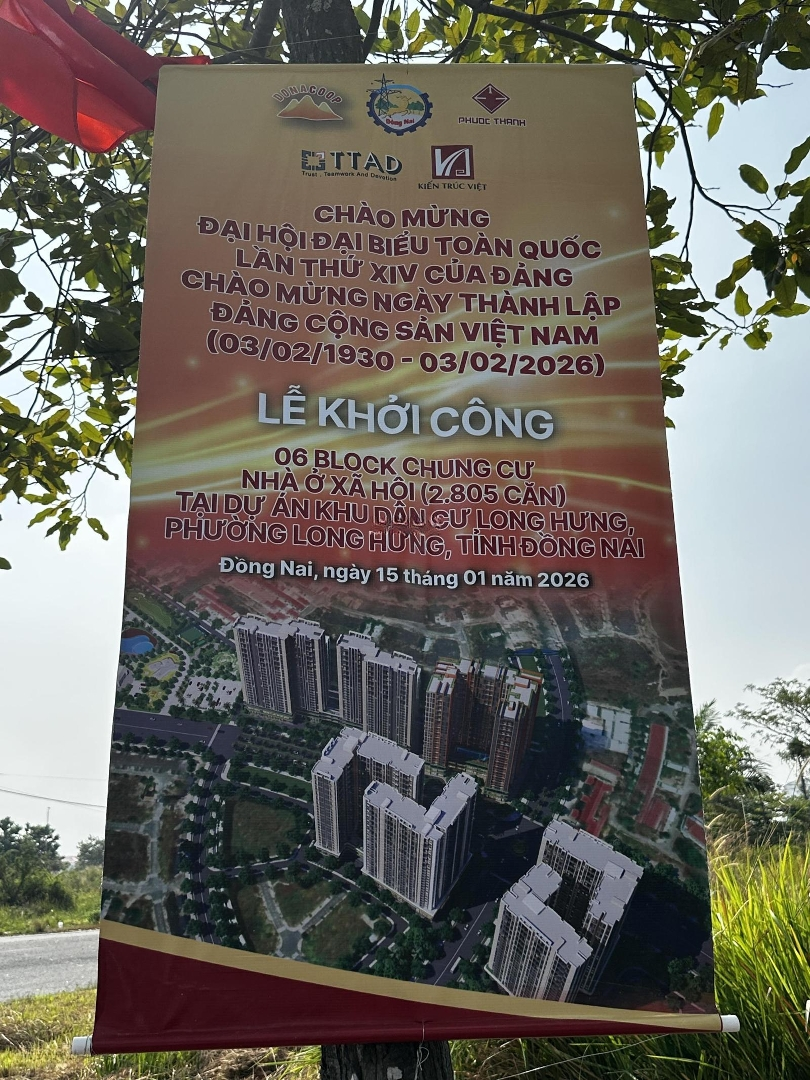 DONACOOP
Đồng Nai
PHUOC THANH
TTAD
Trust, Teamwork And Devotion
KIẾN TRÚC VIỆT
CHÀO MỪNG
ĐẠI HỘI ĐẠI BIỂU TOÀN QUỐC
LẦN THỨ XIV CỦA ĐẢNG
CHÀO MỪNG NGÀY THÀNH LẬP
ĐẢNG CỘNG SẢN VIỆT NAM
(03/02/1930 - 03/02/2026)
LỄ KHỞI CÔNG
06 BLOCK CHUNG CƯ
NHÀ Ở XÃ HỘI (2.805 CĂN)
TẠI DỰ ÁN KHU DÂN CƯ LONG HƯNG,
PHƯỜNG LONG HƯNG, TỈNH ĐỒNG NAI
Đồng Nai, ngày 15 tháng 01 năm 2026